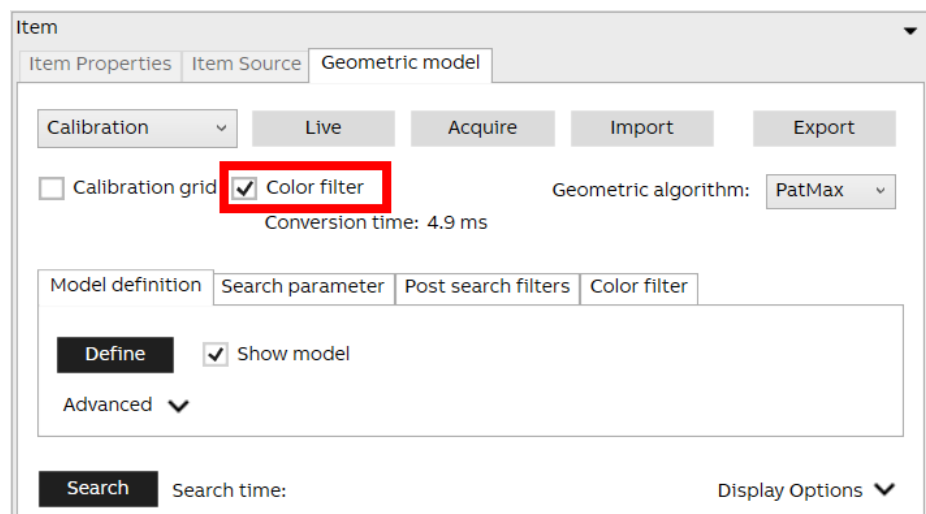 Item
Item Properties Item Source Geometric model
Calibration Live Acquire Import Export
Calibration grid Color filter Geometric algorithm: PatMax
Conversion time: 4.9 ms
Model definition Search parameter Post search filters Color filter
Define Show model
Advanced
Search Search time: Display Options